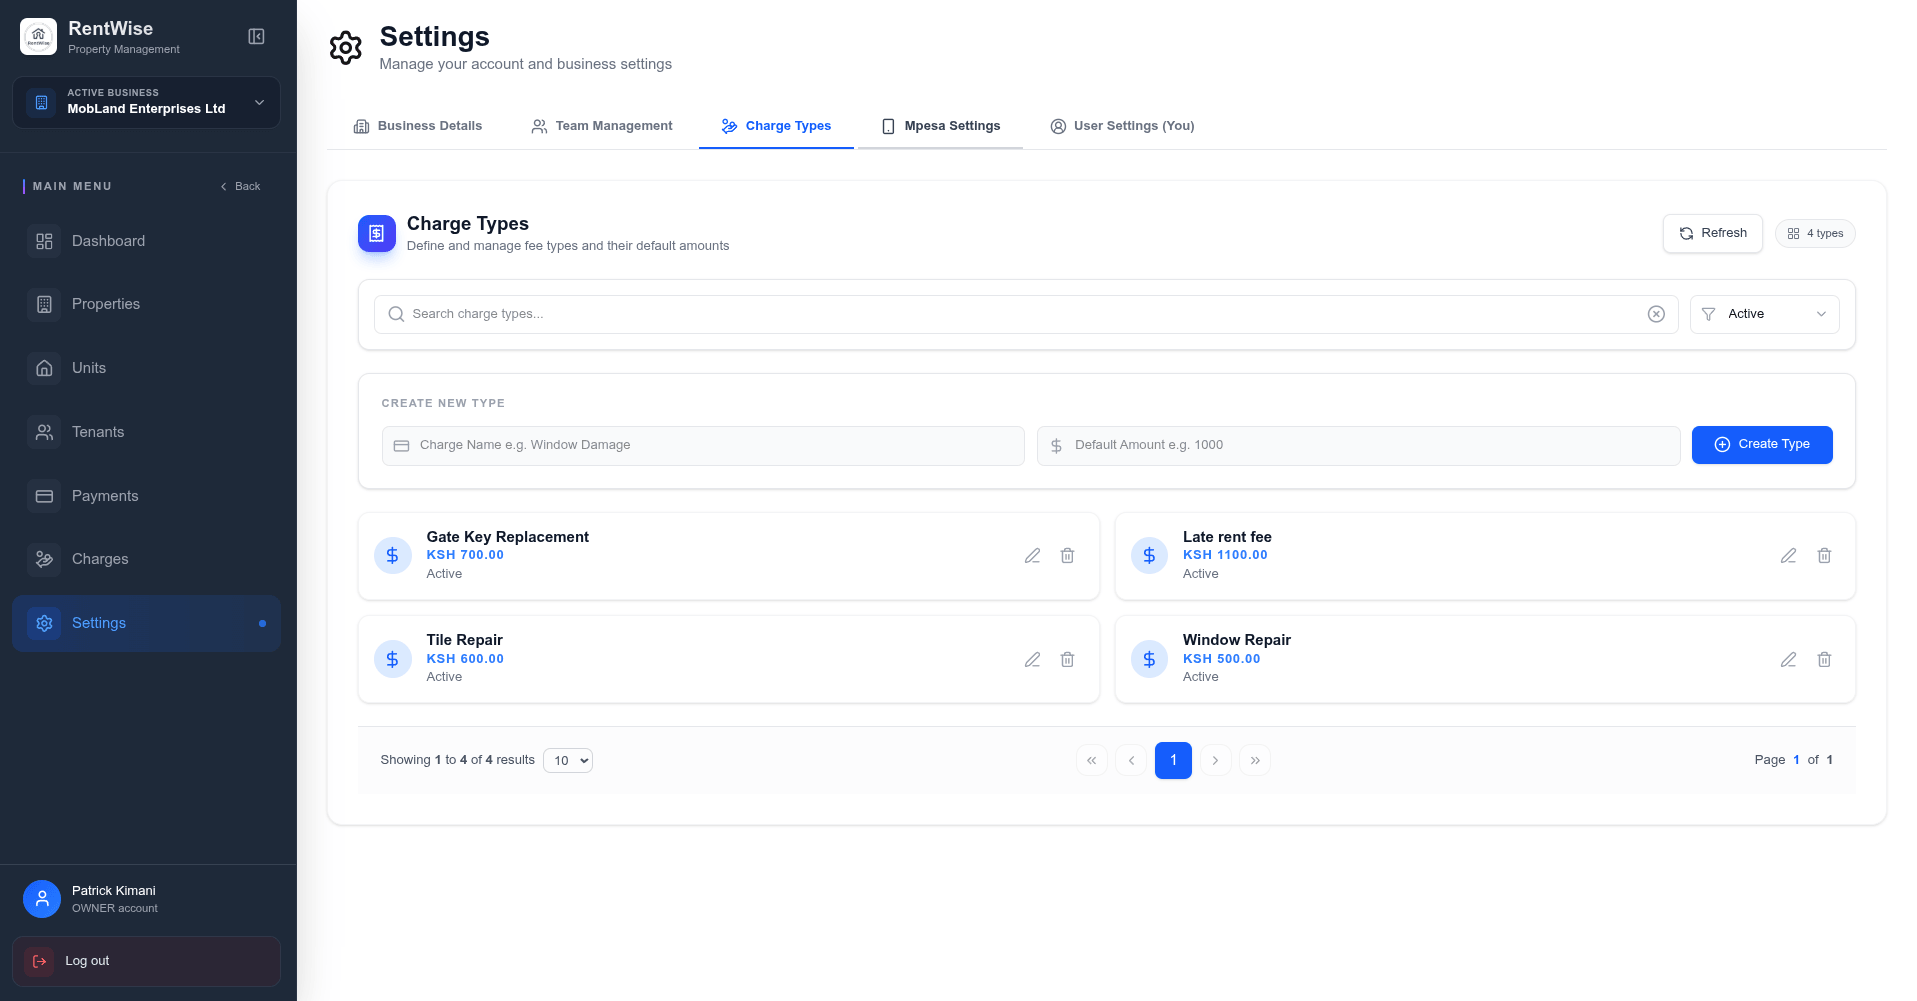 RentWise
Property Management
ACTIVE BUSINESS
MobLand Enterprises Ltd
MAIN MENU
Back
Dashboard
Properties
Units
Tenants
Payments
Charges
Settings
Patrick Kimani
OWNER account
Log out
Settings
Manage your account and business settings
Business Details
Team Management
Charge Types
Mpesa Settings
User Settings (You)
Charge Types
Define and manage fee types and their default amounts
Refresh
4 types
Search charge types...
Active
CREATE NEW TYPE
Charge Name e.g. Window Damage
Default Amount e.g. 1000
Create Type
Gate Key Replacement
KSH 700.00
Active
Late rent fee
KSH 1100.00
Active
Tile Repair
KSH 600.00
Active
Window Repair
KSH 500.00
Active
Showing 1 to 4 of 4 results
10
1
Page 1 of 1